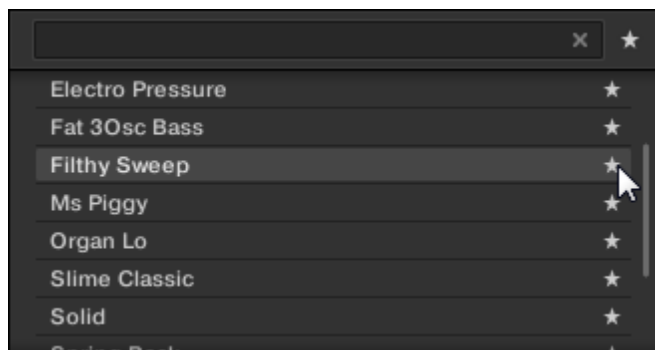 Electro Pressure
Fat 3Osc Bass
Filthy Sweep
Ms Piggy
Organ Lo
Slime Classic
Solid